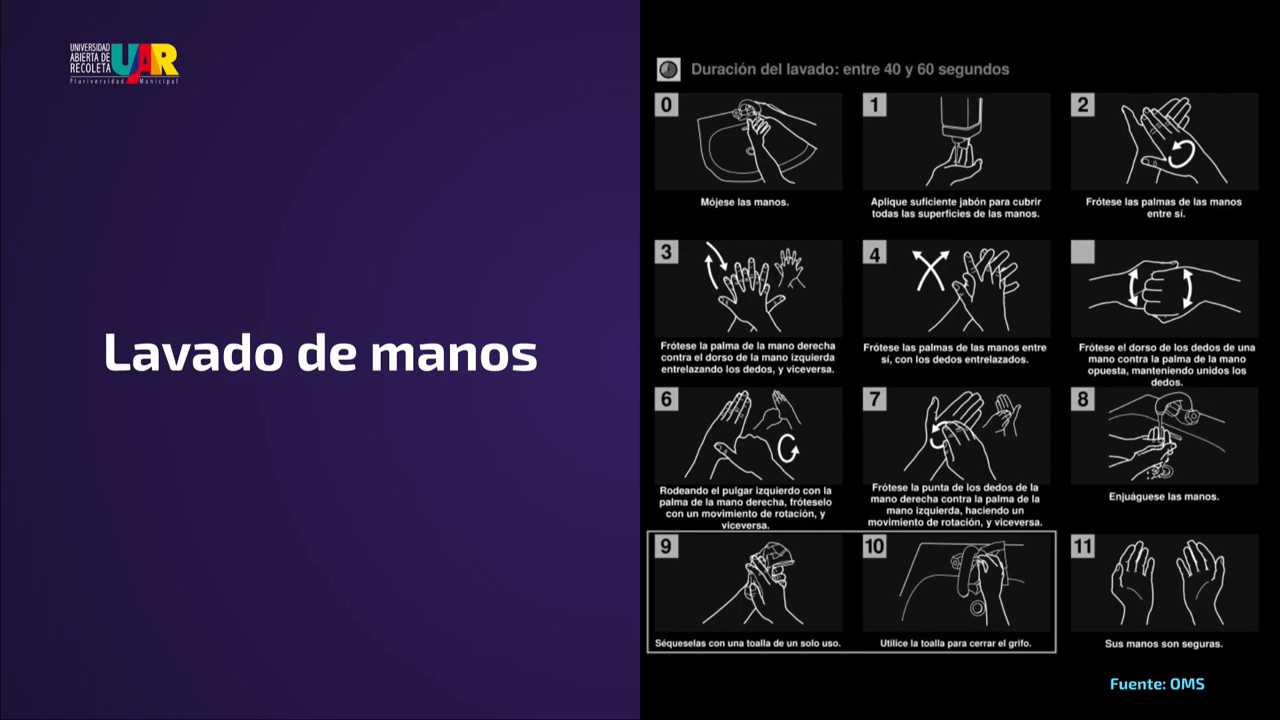 UNIVERSIDAD
ABIERTA DE
RECOLETA
UAR
Pluriversidad Municipal
Lavado de manos
Duración del lavado: entre 40 y 60 segundos
0
Mójese las manos.
1
Aplique suficiente jabón para cubrir
todas las superficies de las manos.
2
Frótese las palmas de las manos
entre sí.
3
Frótese la palma de la mano derecha
contra el dorso de la mano izquierda
entrelazando los dedos, y viceversa.
4
Frótese las palmas de las manos entre
sí, con los dedos entrelazados.
Frótese el dorso de los dedos de una
mano contra la palma de la mano
opuesta, manteniendo unidos los
dedos.
6
Rodeando el pulgar izquierdo con la
palma de la mano derecha, fróteselo
con un movimiento de rotación, y
viceversa.
7
Frótese la punta de los dedos de la
mano derecha contra la palma de la
mano izquierda, haciendo un
movimiento de rotación, y viceversa.
8
Enjuáguese las manos.
9
Séqueselas con una toalla de un solo uso.
10
Utilice la toalla para cerrar el grifo.
11
Sus manos son seguras.
Fuente: OMS